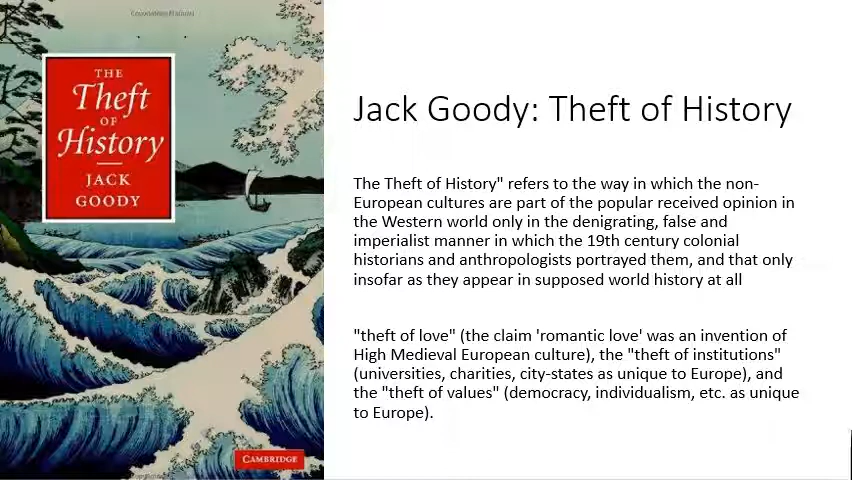 Copyrighted Material
THE
Theft
OF
History
JACK
GOODY
CAMBRIDGE
Jack Goody: Theft of History
The Theft of History" refers to the way in which the non-
European cultures are part of the popular received opinion in
the Western world only in the denigrating, false and
imperialist manner in which the 19th century colonial
historians and anthropologists portrayed them, and that only
insofar as they appear in supposed world history at all
"theft of love" (the claim 'romantic love' was an invention of
High Medieval European culture), the "theft of institutions"
(universities, charities, city-states as unique to Europe), and
the "theft of values" (democracy, individualism, etc. as unique
to Europe).